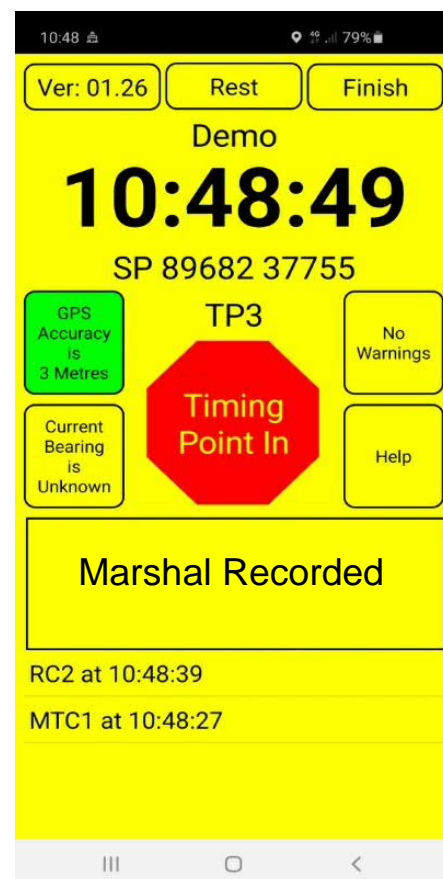 10:48 4G 79%
Ver: 01.26 Rest Finish
Demo
10:48:49
SP 89682 37755
GPS
Accuracy
is
3 Metres
TP3
No
Warnings
Timing
Point In
Current
Bearing
is
Unknown
Help
Marshal Recorded
RC2 at 10:48:39
MTC1 at 10:48:27